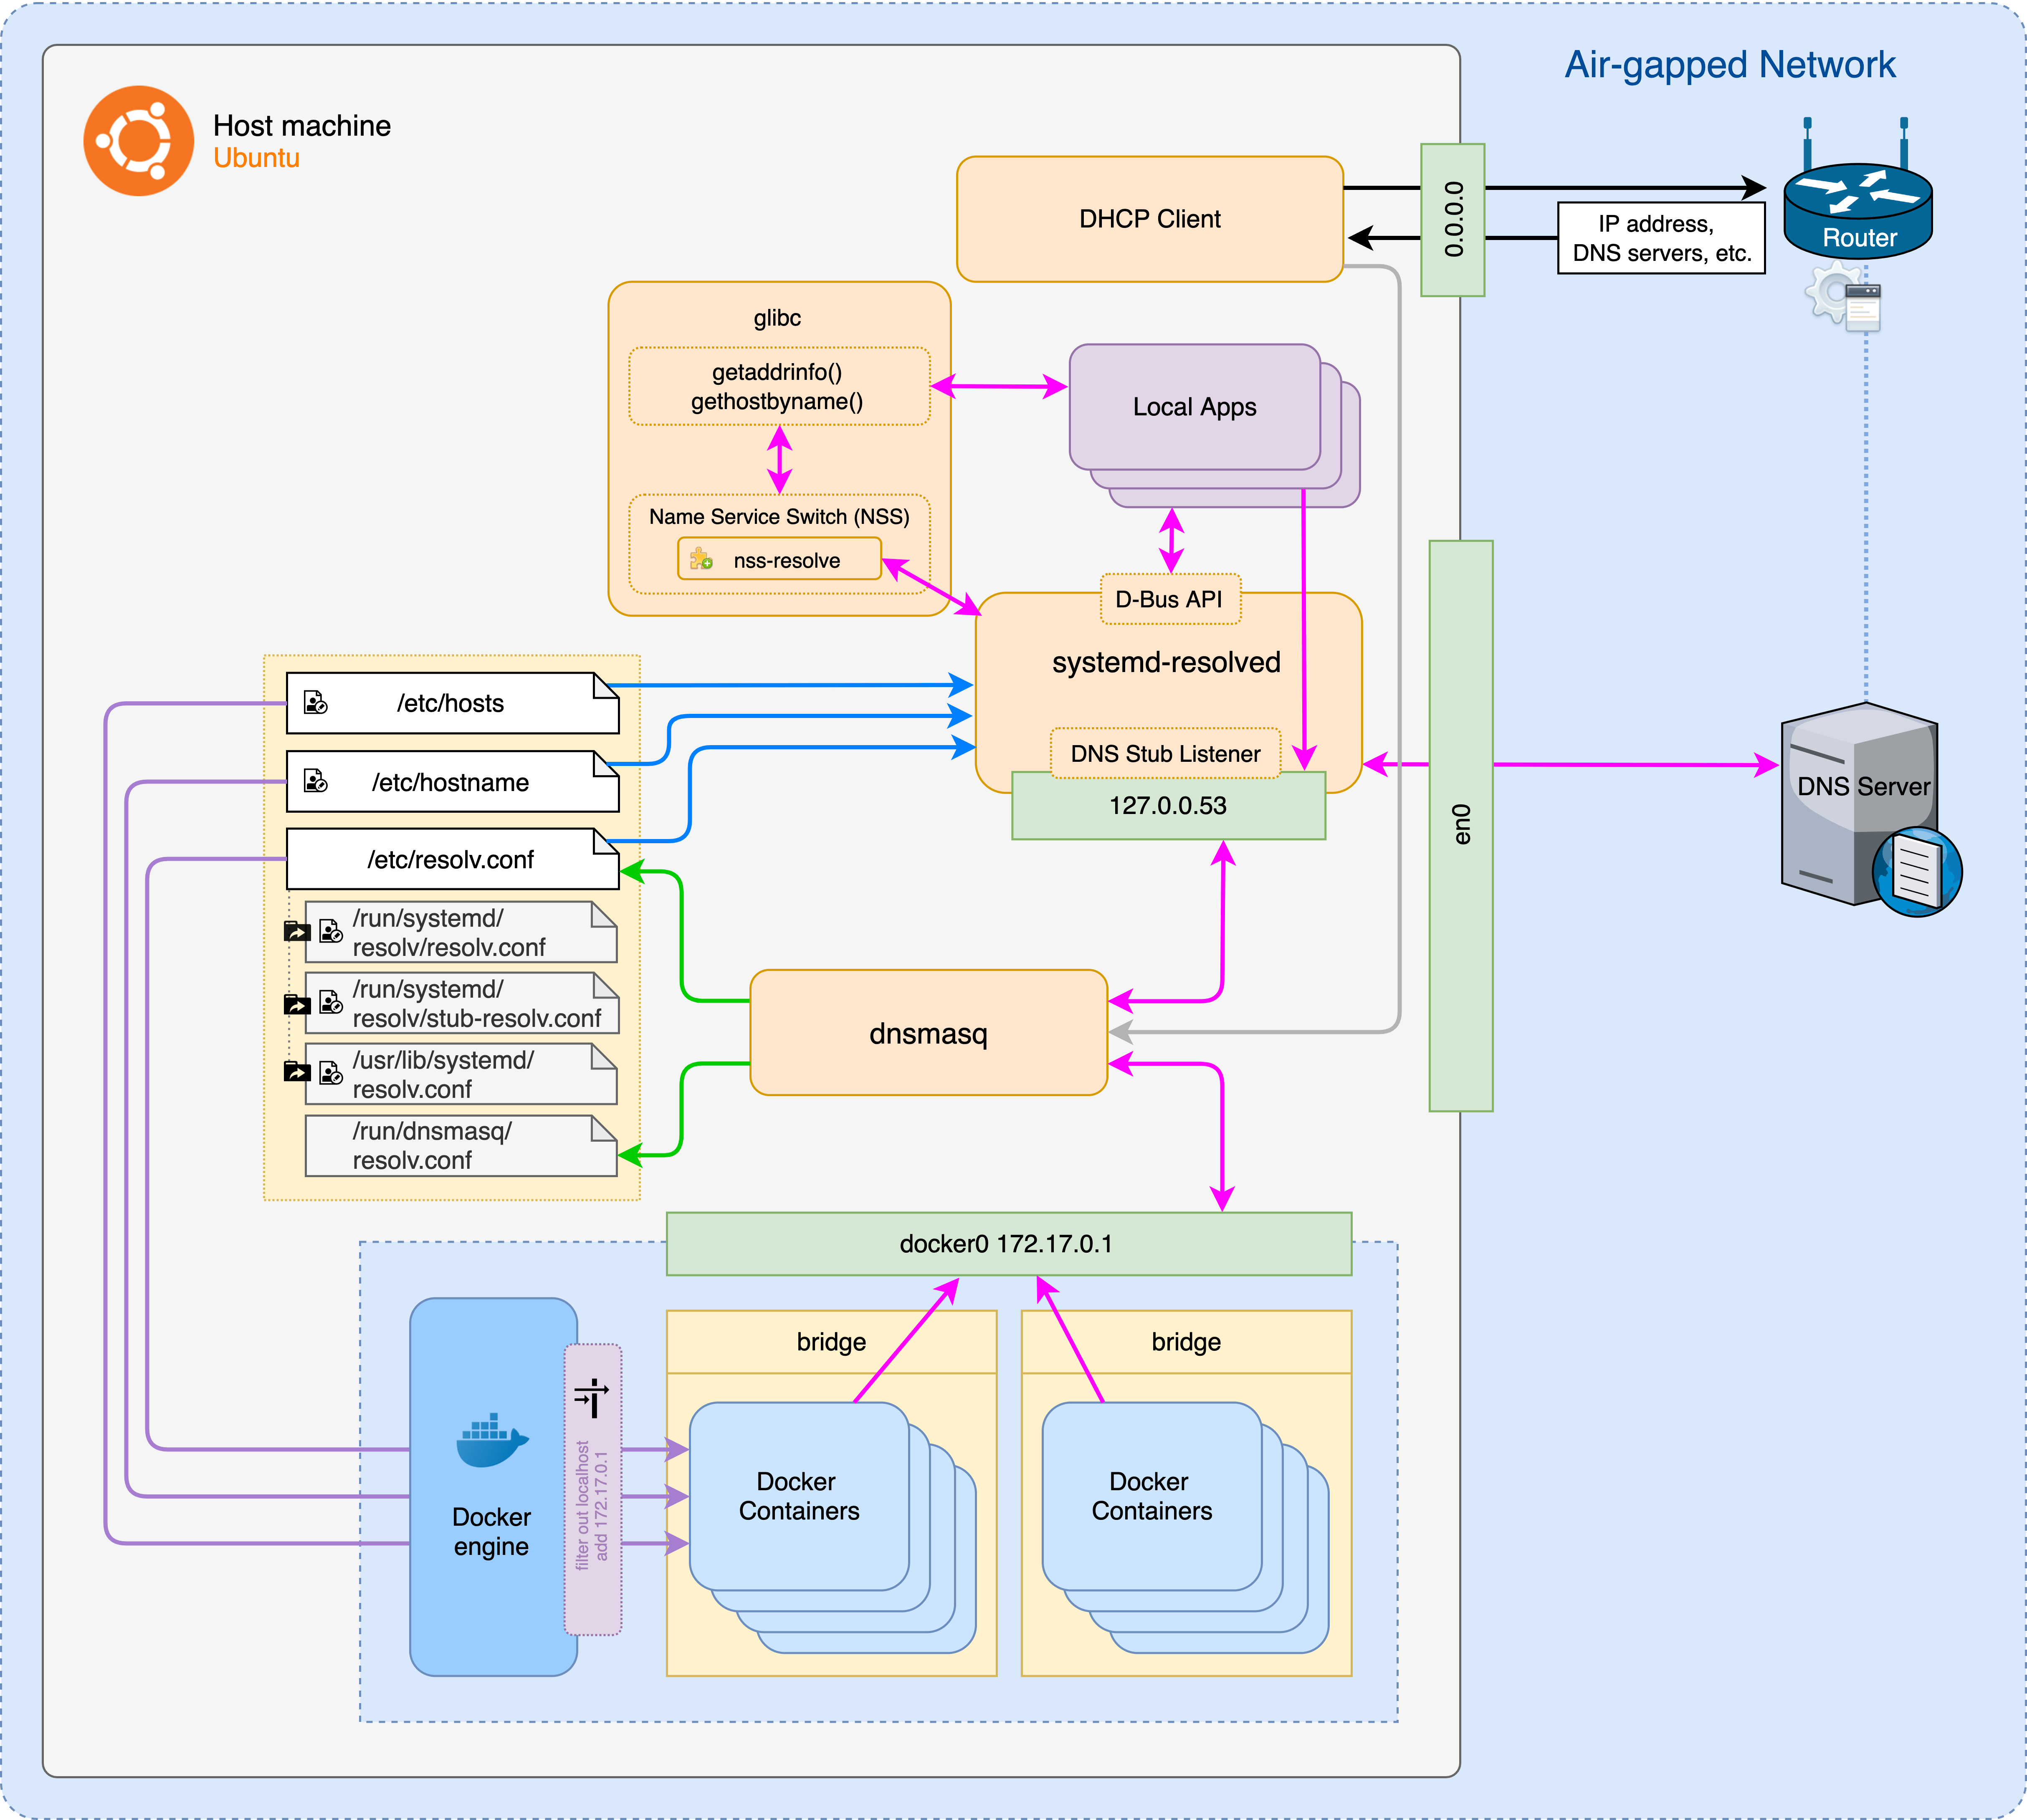 Air-gapped Network
Host machine
Ubuntu
DHCP Client
0.0.0.0
IP address,
DNS servers, etc.
Router
glibc
getaddrinfo()
gethostbyname()
Local Apps
Name Service Switch (NSS)
nss-resolve
D-Bus API
systemd-resolved
DNS Stub Listener
127.0.0.53
en0
DNS Server
/etc/hosts
/etc/hostname
/etc/resolv.conf
/run/systemd/
resolv/resolv.conf
/run/systemd/
resolv/stub-resolv.conf
/usr/lib/systemd/
resolv.conf
/run/dnsmasq/
resolv.conf
dnsmasq
docker0 172.17.0.1
bridge
bridge
Docker
engine
filter out localhost
add 172.17.0.1
Docker
Containers
Docker
Containers